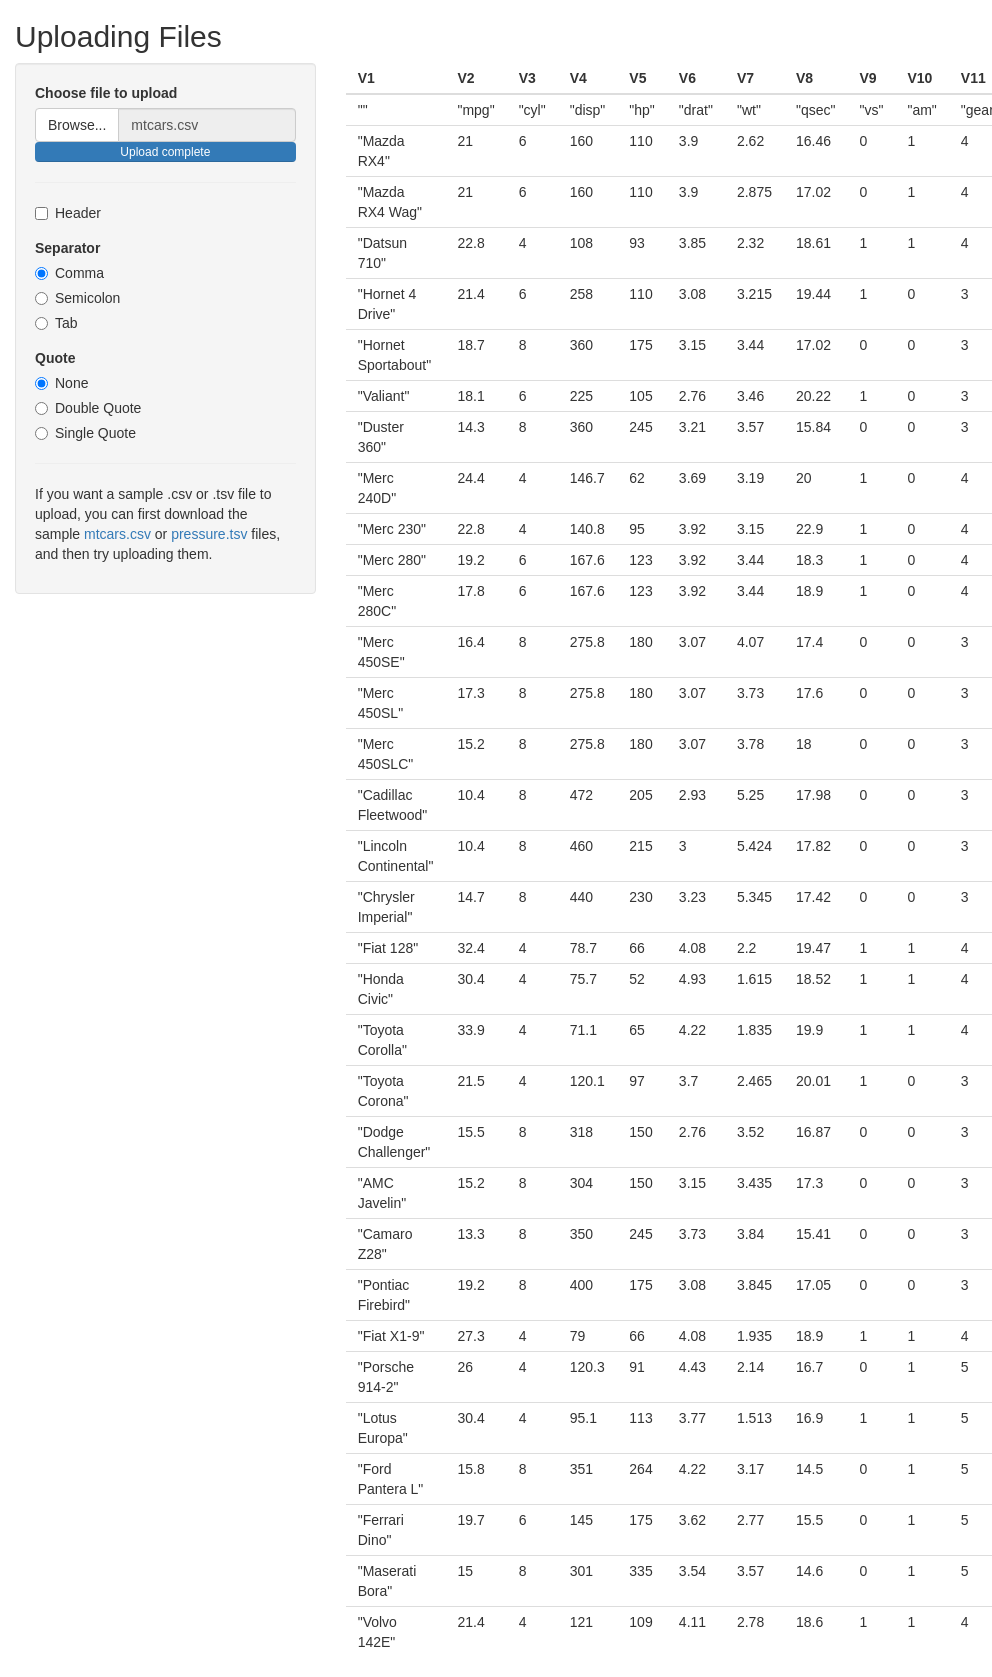 Uploading Files
Choose file to upload
Browse... mtcars.csv
Upload complete
Header
Separator
Comma
Semicolon
Tab
Quote
None
Double Quote
Single Quote
If you want a sample .csv or .tsv file to
upload, you can first download the
sample mtcars.csv or pressure.tsv files,
and then try uploading them.
V1 V2 V3 V4 V5 V6 V7 V8 V9 V10 V11
"" "mpg" "cyl" "disp" "hp" "drat" "wt" "qsec" "vs" "am" "gear
"Mazda 21 6 160 110 3.9 2.62 16.46 0 1 4
RX4"
"Mazda 21 6 160 110 3.9 2.875 17.02 0 1 4
RX4 Wag"
"Datsun 22.8 4 108 93 3.85 2.32 18.61 1 1 4
710"
"Hornet 4 21.4 6 258 110 3.08 3.215 19.44 1 0 3
Drive"
"Hornet 18.7 8 360 175 3.15 3.44 17.02 0 0 3
Sportabout"
"Valiant" 18.1 6 225 105 2.76 3.46 20.22 1 0 3
"Duster 14.3 8 360 245 3.21 3.57 15.84 0 0 3
360"
"Merc 24.4 4 146.7 62 3.69 3.19 20 1 0 4
240D"
"Merc 230" 22.8 4 140.8 95 3.92 3.15 22.9 1 0 4
"Merc 280" 19.2 6 167.6 123 3.92 3.44 18.3 1 0 4
"Merc 17.8 6 167.6 123 3.92 3.44 18.9 1 0 4
280C"
"Merc 16.4 8 275.8 180 3.07 4.07 17.4 0 0 3
450SE"
"Merc 17.3 8 275.8 180 3.07 3.73 17.6 0 0 3
450SL"
"Merc 15.2 8 275.8 180 3.07 3.78 18 0 0 3
450SLC"
"Cadillac 10.4 8 472 205 2.93 5.25 17.98 0 0 3
Fleetwood"
"Lincoln 10.4 8 460 215 3 5.424 17.82 0 0 3
Continental"
"Chrysler 14.7 8 440 230 3.23 5.345 17.42 0 0 3
Imperial"
"Fiat 128" 32.4 4 78.7 66 4.08 2.2 19.47 1 1 4
"Honda 30.4 4 75.7 52 4.93 1.615 18.52 1 1 4
Civic"
"Toyota 33.9 4 71.1 65 4.22 1.835 19.9 1 1 4
Corolla"
"Toyota 21.5 4 120.1 97 3.7 2.465 20.01 1 0 3
Corona"
"Dodge 15.5 8 318 150 2.76 3.52 16.87 0 0 3
Challenger"
"AMC 15.2 8 304 150 3.15 3.435 17.3 0 0 3
Javelin"
"Camaro 13.3 8 350 245 3.73 3.84 15.41 0 0 3
Z28"
"Pontiac 19.2 8 400 175 3.08 3.845 17.05 0 0 3
Firebird"
"Fiat X1-9" 27.3 4 79 66 4.08 1.935 18.9 1 1 4
"Porsche 26 4 120.3 91 4.43 2.14 16.7 0 1 5
914-2"
"Lotus 30.4 4 95.1 113 3.77 1.513 16.9 1 1 5
Europa"
"Ford 15.8 8 351 264 4.22 3.17 14.5 0 1 5
Pantera L"
"Ferrari 19.7 6 145 175 3.62 2.77 15.5 0 1 5
Dino"
"Maserati 15 8 301 335 3.54 3.57 14.6 0 1 5
Bora"
"Volvo 21.4 4 121 109 4.11 2.78 18.6 1 1 4
142E"